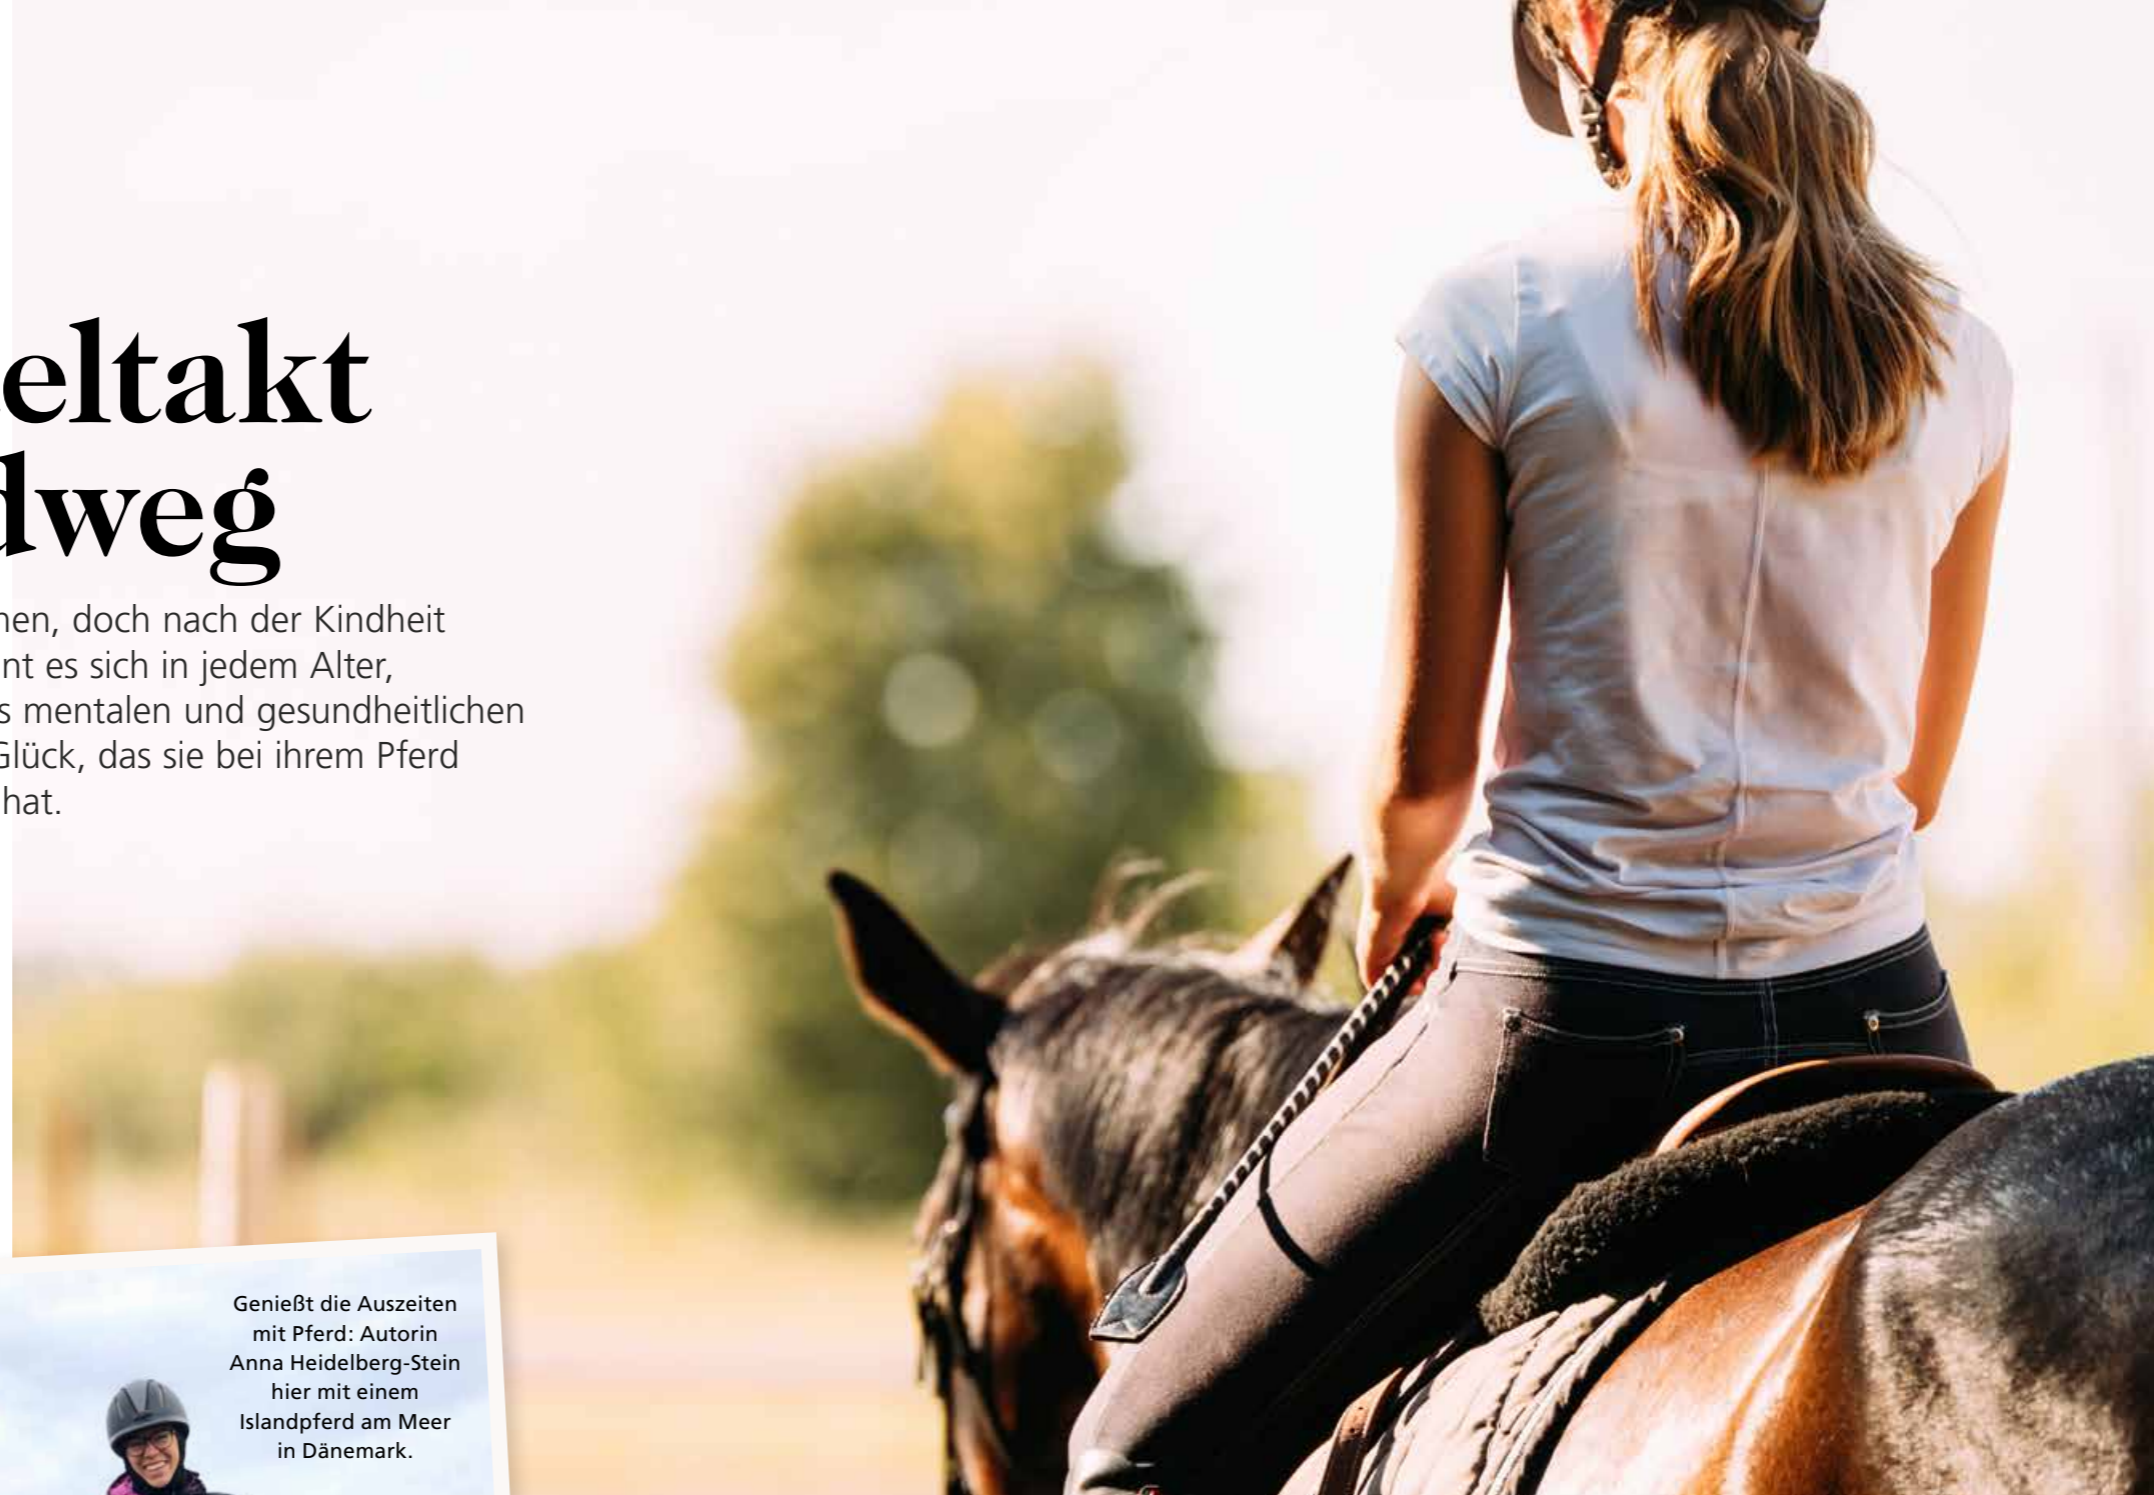 eltakt
dweg
nen, doch nach der Kindheit
nt es sich in jedem Alter,
s mentalen und gesundheitlichen
Glück, das sie bei ihrem Pferd
hat.
Genießt die Auszeiten
mit Pferd: Autorin
Anna Heidelberg-Stein
hier mit einem
Islandpferd am Meer
in Dänemark.